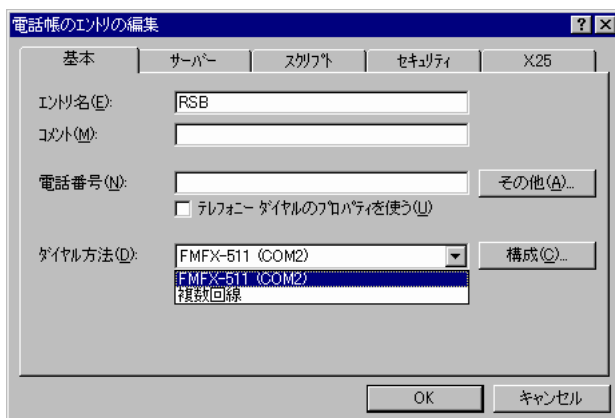 電話帳のエントリの編集
基本 サーバー スクリプト セキュリティ X.25
エントリ名(E): RSB
コメント(M):
電話番号(N): その他(A)...
テレフォニー ダイヤルのプロパティを使う(U)
ダイヤル方法(D): FMFX-511 (COM2) 構成(C)...
FMFX-511 (COM2)
複数回線
OK キャンセル